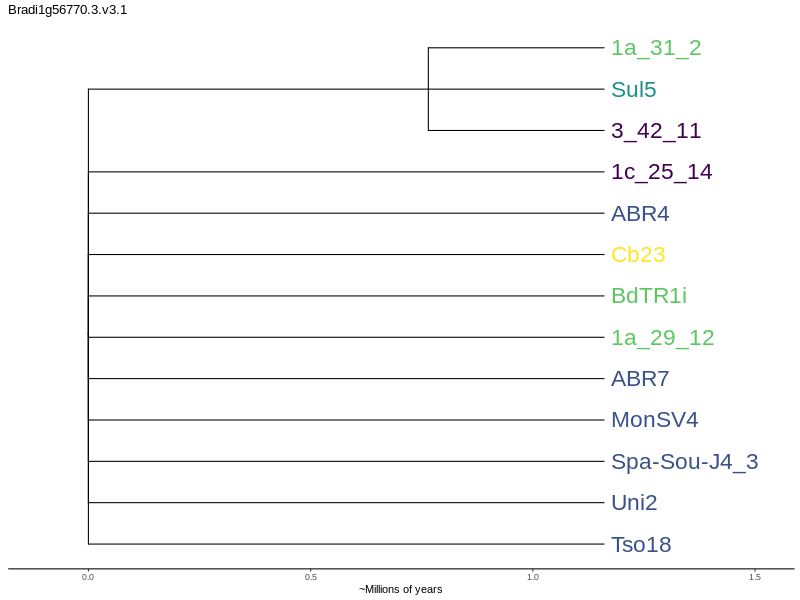 Bradi1g56770.3.v3.1
1a_31_2
Sul5
3_42_11
1c_25_14
ABR4
Cb23
BdTR1i
1a_29_12
ABR7
MonSV4
Spa-Sou-J4_3
Uni2
Tso18
0.0 0.5 1.0 1.5
~Millions of years